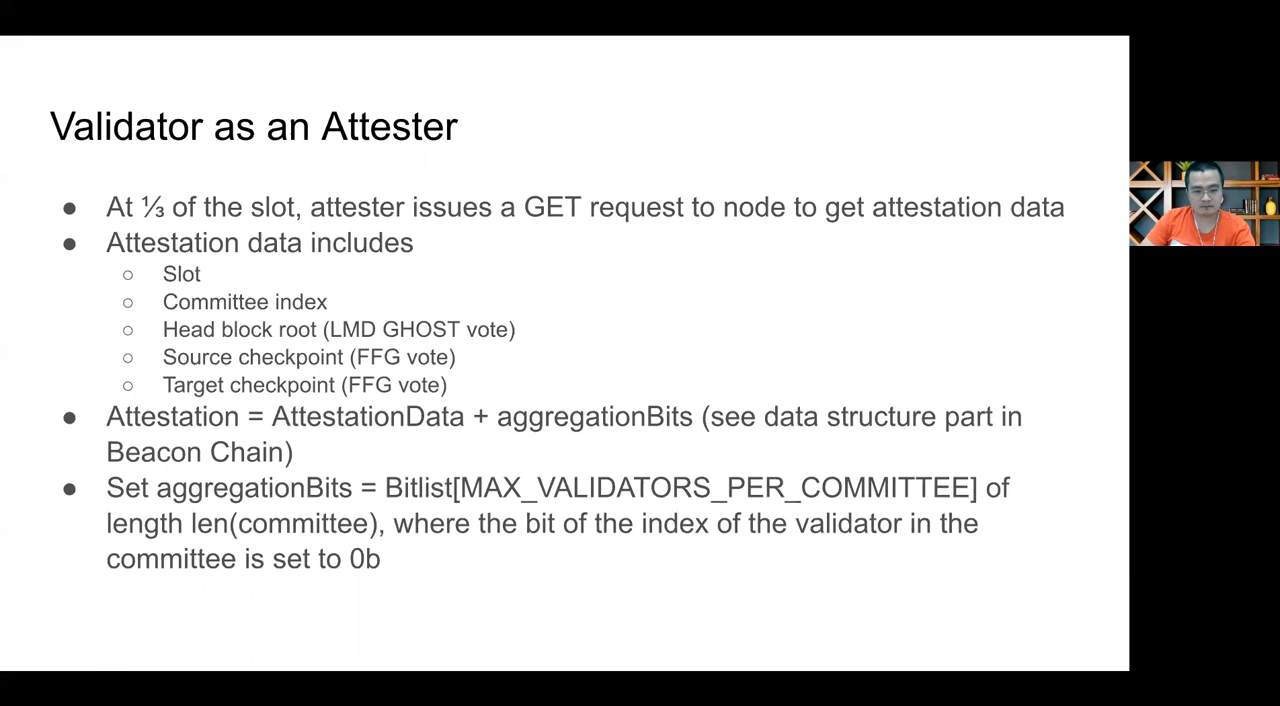 Validator as an Attester
● At ⅓ of the slot, attester issues a GET request to node to get attestation data
● Attestation data includes
○ Slot
○ Committee index
○ Head block root (LMD GHOST vote)
○ Source checkpoint (FFG vote)
○ Target checkpoint (FFG vote)
● Attestation = AttestationData + aggregationBits (see data structure part in
Beacon Chain)
● Set aggregationBits = Bitlist[MAX_VALIDATORS_PER_COMMITTEE] of
length len(committee), where the bit of the index of the validator in the
committee is set to 0b